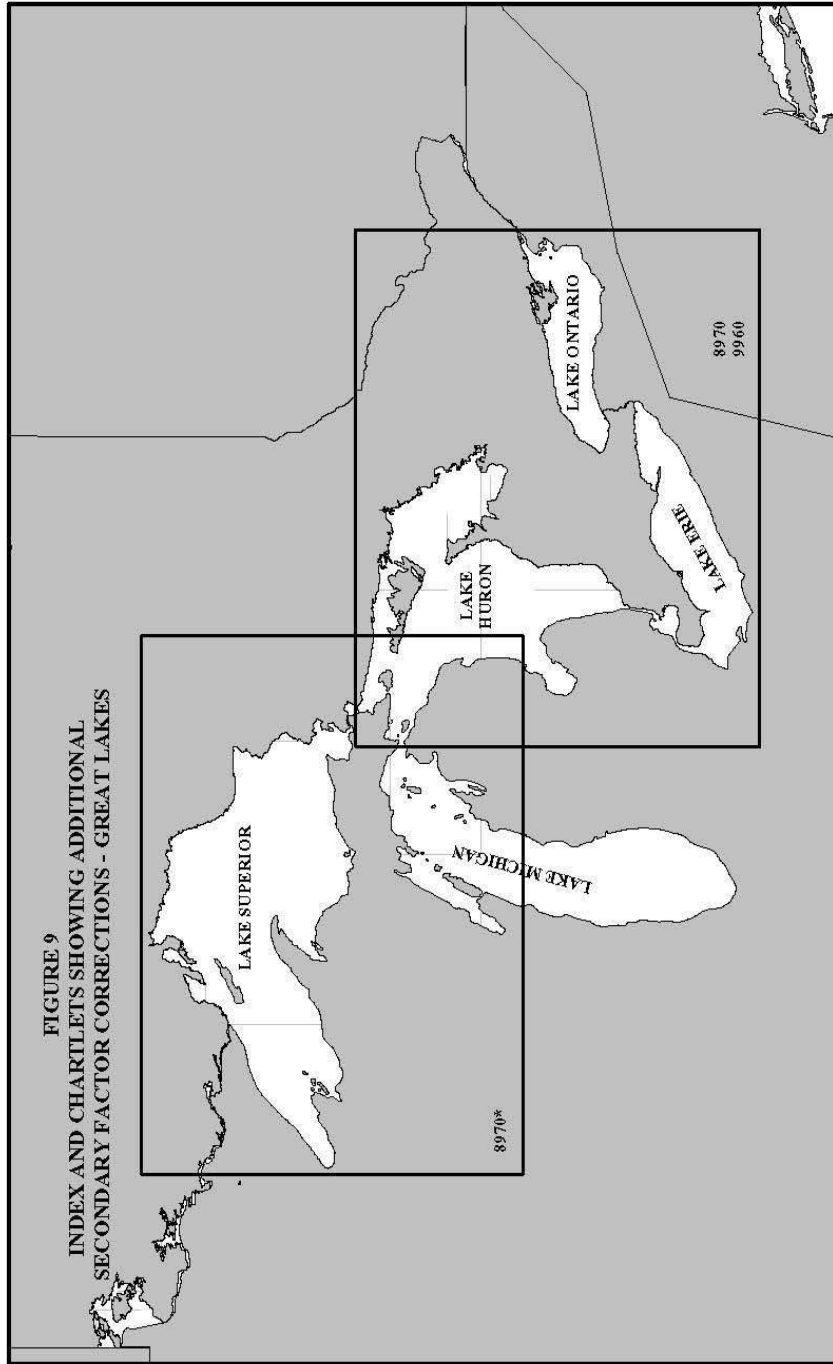 FIGURE 9
INDEX AND CHARTLETS SHOWING ADDITIONAL
SECONDARY FACTOR CORRECTIONS - GREAT LAKES
LAKE SUPERIOR
8970*
LAKE MICHIGAN
LAKE
HURON
LAKE ONTARIO
LAKE ERIE
8970
9960